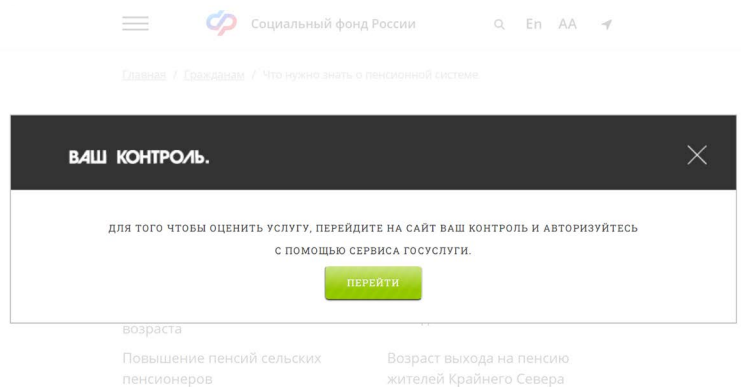 Социальный фонд России En АА
Главная / Гражданам / Что нужно знать о пенсионной системе
ВАШ КОНТРОЛЬ.
ДЛЯ ТОГО ЧТОБЫ ОЦЕНИТЬ УСЛУГУ, ПЕРЕЙДИТЕ НА САЙТ ВАШ КОНТРОЛЬ И АВТОРИЗУЙТЕСЬ
С ПОМОЩЬЮ СЕРВИСА ГОСУСЛУГИ.
ПЕРЕЙТИ
возраста
Повышение пенсий сельских
пенсионеров
Возраст выхода на пенсию
жителей Крайнего Севера